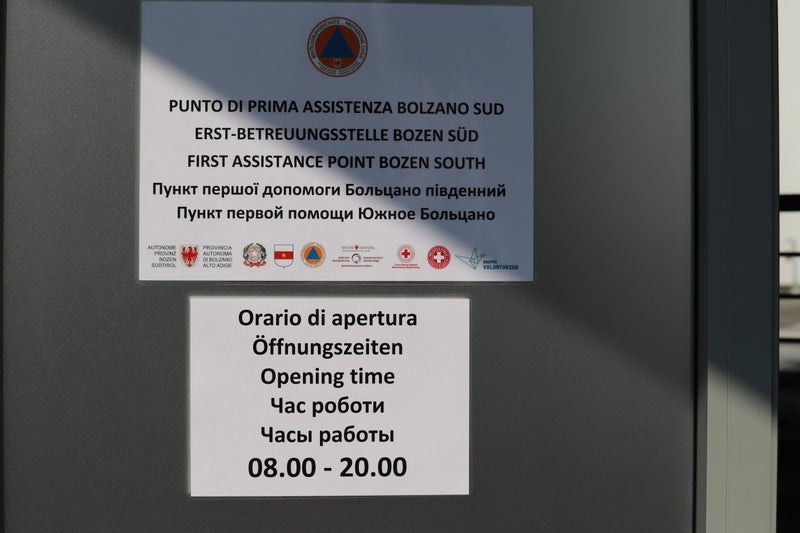 PUNTO DI PRIMA ASSISTENZA BOLZANO SUD
ERST-BETREUUNGSSTELLE BOZEN SÜD
FIRST ASSISTANCE POINT BOZEN SOUTH
Пункт першої допомоги Больцано південний
Пункт первой помощи Южное Больцано
AUTONOME PROVINZ BOZEN SÜDTIROL
PROVINCIA AUTONOMA DI BOLZANO ALTO ADIGE
GRUPPO VOLONTARIUS
Orario di apertura
Öffnungszeiten
Opening time
Час роботи
Часы работы
08.00 - 20.00